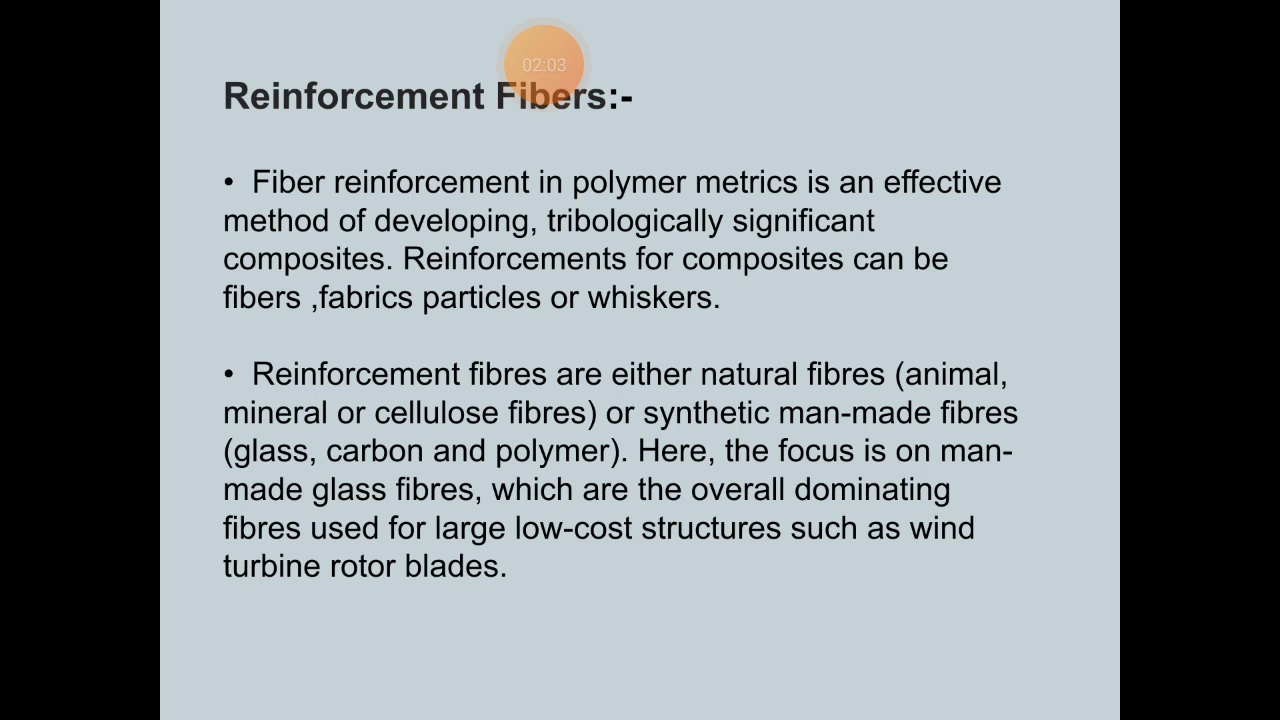 02:03
Reinforcement Fibers:-
• Fiber reinforcement in polymer metrics is an effective
method of developing, tribologically significant
composites. Reinforcements for composites can be
fibers ,fabrics particles or whiskers.
• Reinforcement fibres are either natural fibres (animal,
mineral or cellulose fibres) or synthetic man-made fibres
(glass, carbon and polymer). Here, the focus is on man-
made glass fibres, which are the overall dominating
fibres used for large low-cost structures such as wind
turbine rotor blades.